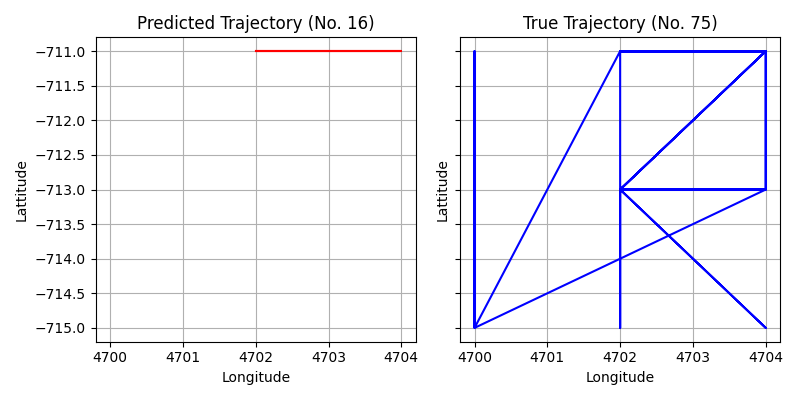 Predicted Trajectory (No. 16)
−711.0
−711.5
−712.0
−712.5
−713.0
−713.5
−714.0
−714.5
−715.0
Lattitude
4700 4701 4702 4703 4704
Longitude
True Trajectory (No. 75)
Lattitude
4700 4701 4702 4703 4704
Longitude